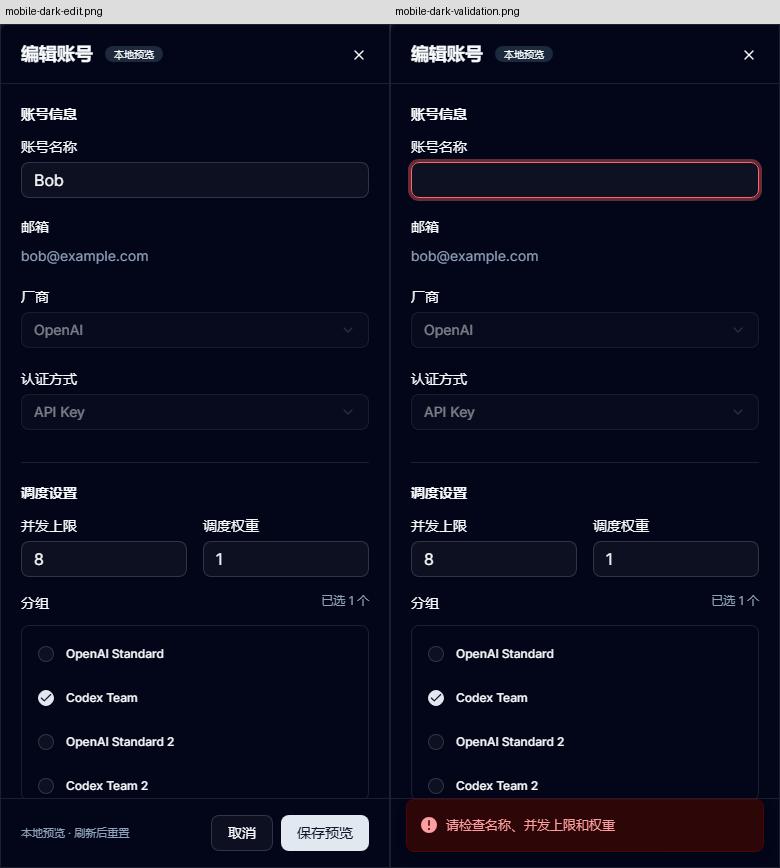 mobile-dark-edit.png
编辑账号
本地预览
账号信息
账号名称
Bob
邮箱
bob@example.com
厂商
OpenAI
认证方式
API Key
调度设置
并发上限
调度权重
8
1
分组
已选 1 个
OpenAI Standard
Codex Team
OpenAI Standard 2
Codex Team 2
本地预览 · 刷新后重置
取消
保存预览
mobile-dark-validation.png
编辑账号
本地预览
账号信息
账号名称
邮箱
bob@example.com
厂商
OpenAI
认证方式
API Key
调度设置
并发上限
调度权重
8
1
分组
已选 1 个
OpenAI Standard
Codex Team
OpenAI Standard 2
Codex Team 2
请检查名称、并发上限和权重